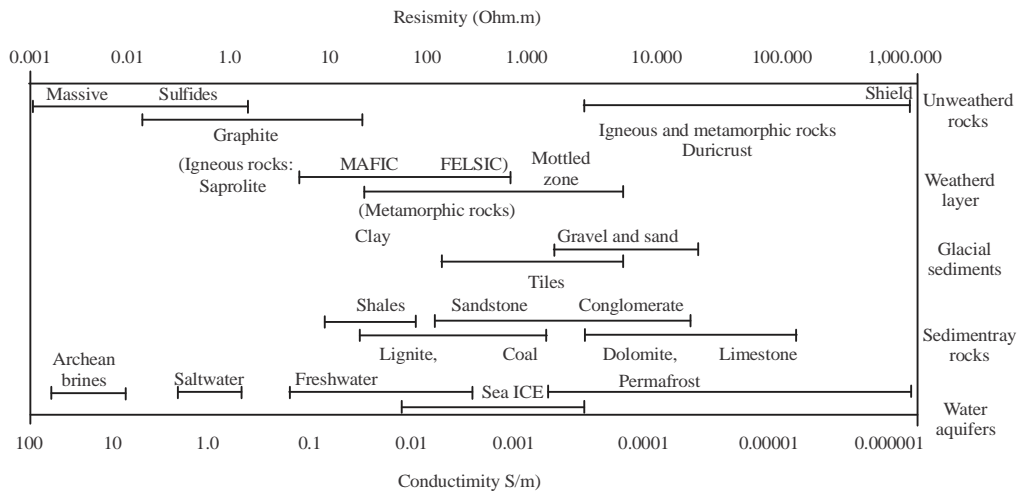 Resismity (Ohm.m)
0.001 0.01 1.0 10 100 1.000 10.000 100.000 1,000.000
Massive Sulfides Shield
Graphite
Igneous and metamorphic rocks
Duricrust
Unweatherd
rocks
(Igneous rocks: MAFIC FELSIC)
Saprolite
Mottled
zone
(Metamorphic rocks)
Weatherd
layer
Clay Gravel and sand
Tiles
Glacial
sediments
Shales Sandstone Conglomerate
Lignite, Coal Dolomite, Limestone
Sedimentray
rocks
Archean
brines
Saltwater Freshwater Sea ICE Permafrost
Water
aquifers
100 10 1.0 0.1 0.01 0.001 0.0001 0.00001 0.000001
Conductimity S/m)